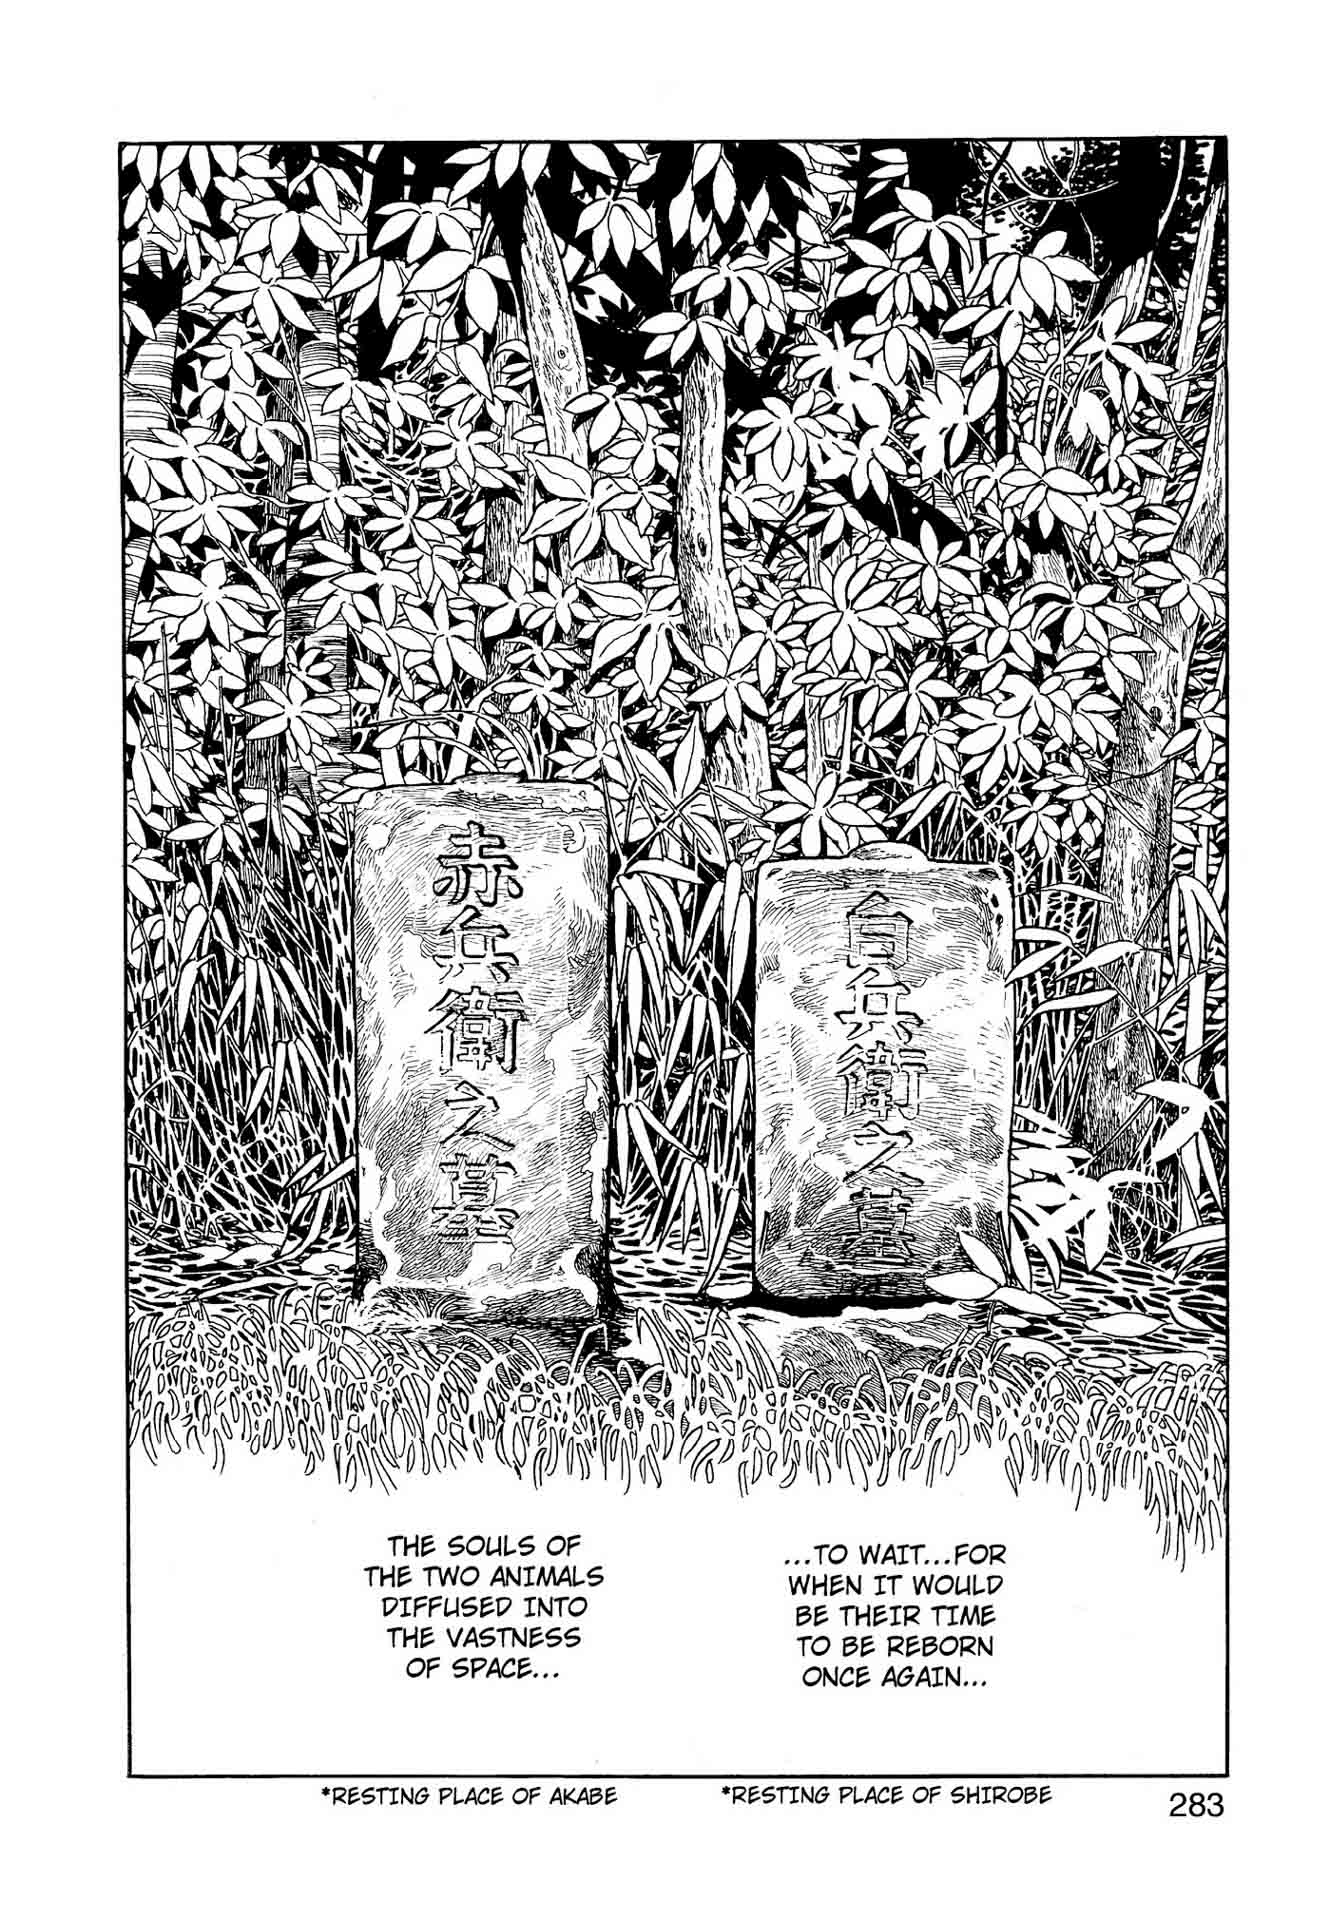 赤兵衛之墓
白兵衛之墓
THE SOULS OF
THE TWO ANIMALS
DIFFUSED INTO
THE VASTNESS
OF SPACE...
...TO WAIT...FOR
WHEN IT WOULD
BE THEIR TIME
TO BE REBORN
ONCE AGAIN...
*RESTING PLACE OF AKABE
*RESTING PLACE OF SHIROBE
283